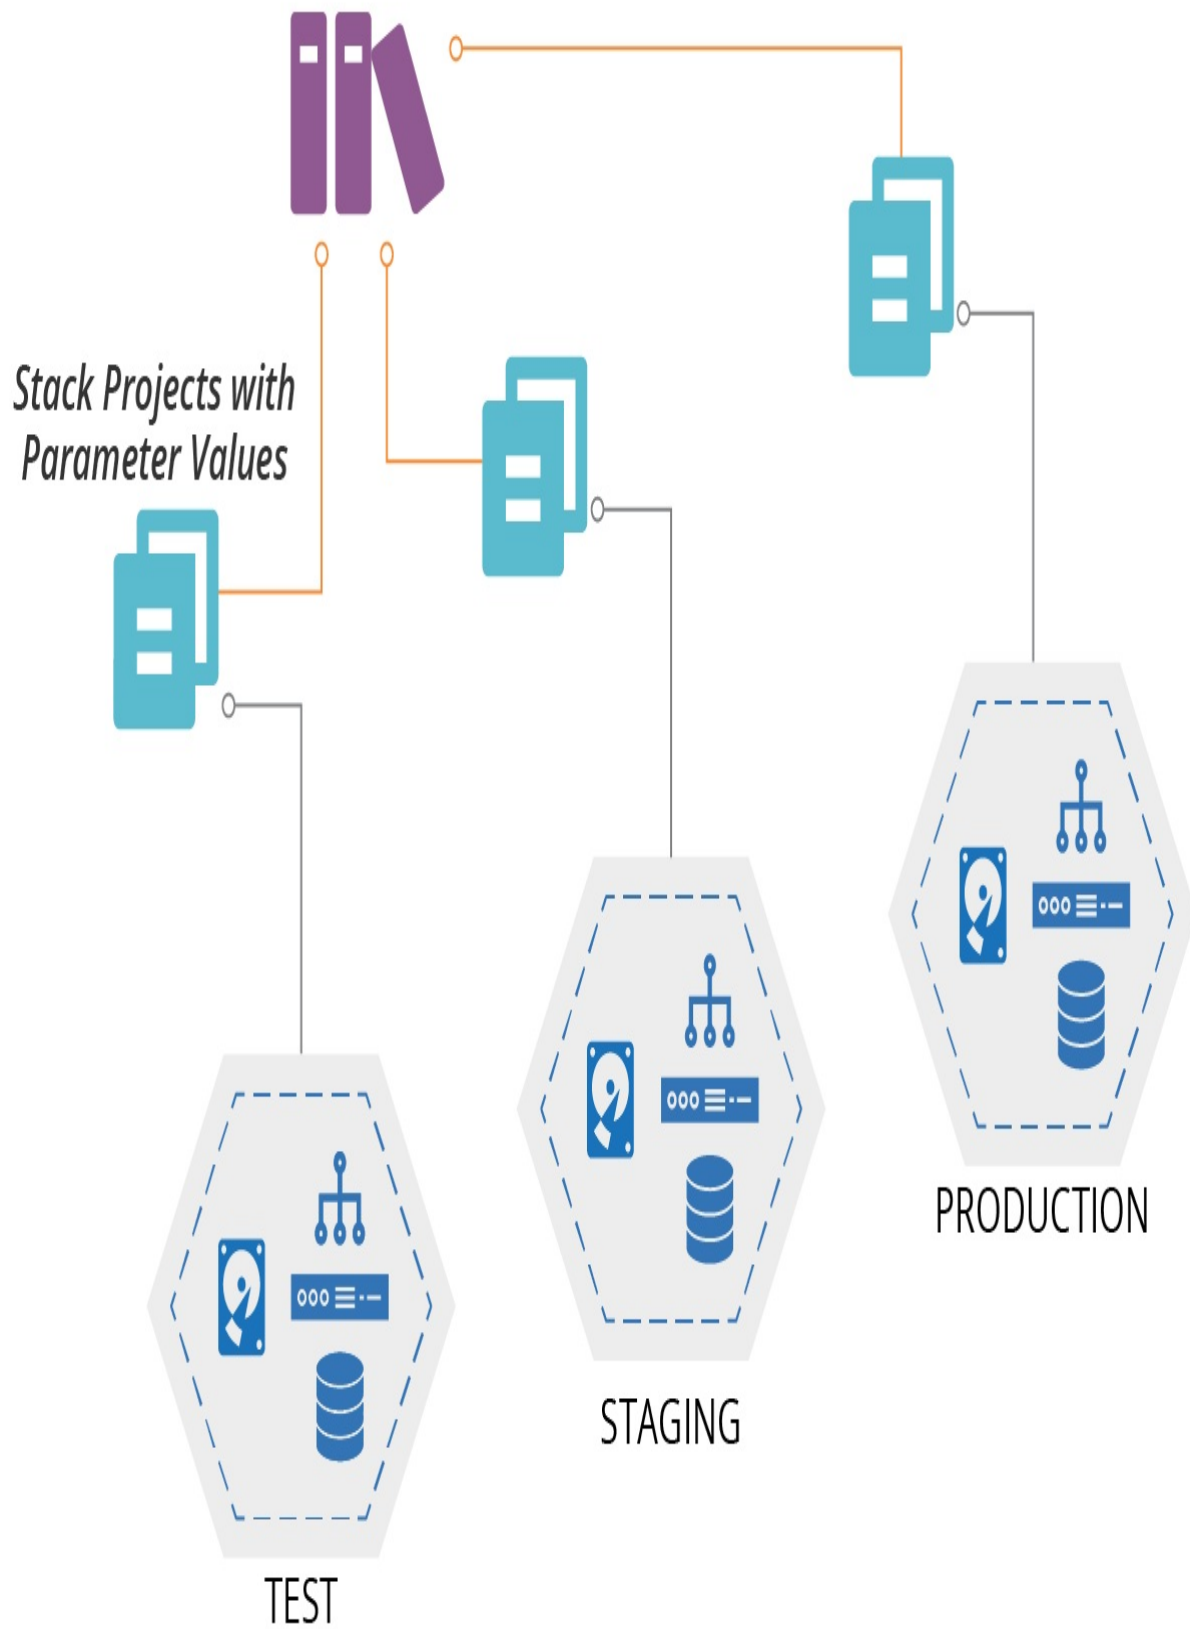 Stack Projects with
Parameter Values
PRODUCTION
STAGING
TEST